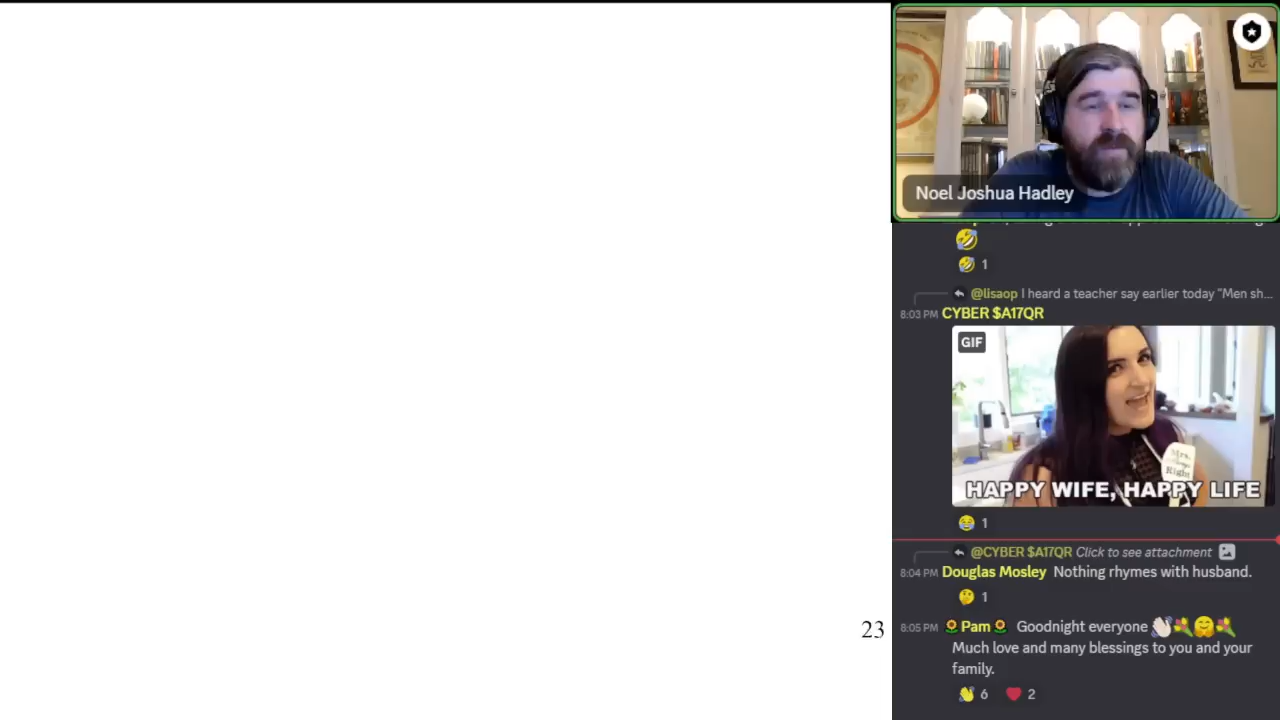 23
Noel Joshua Hadley
1
@lisaop I heard a teacher say earlier today "Men sh...
8:03 PM CYBER $A17QR
GIF
Mrs.
Always
Right
HAPPY WIFE, HAPPY LIFE
1
@CYBER $A17QR Click to see attachment
8:04 PM Douglas Mosley Nothing rhymes with husband.
1
8:05 PM Pam Goodnight everyone
Much love and many blessings to you and your
family.
6 2